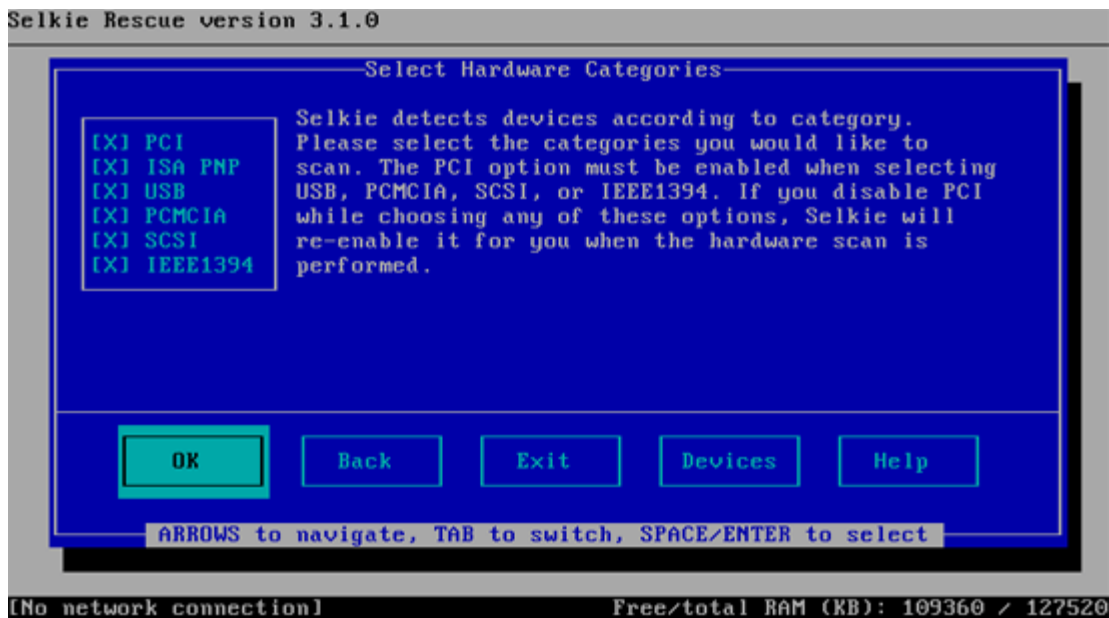 Selkie Rescue version 3.1.0
Select Hardware Categories
[X] PCI
[X] ISA PNP
[X] USB
[X] PCMCIA
[X] SCSI
[X] IEEE1394
Selkie detects devices according to category.
Please select the categories you would like to
scan. The PCI option must be enabled when selecting
USB, PCMCIA, SCSI, or IEEE1394. If you disable PCI
while choosing any of these options, Selkie will
re-enable it for you when the hardware scan is
performed.
OK Back Exit Devices Help
ARROWS to navigate, TAB to switch, SPACE/ENTER to select
[No network connection] Free/total RAM (KB): 109360 / 127520